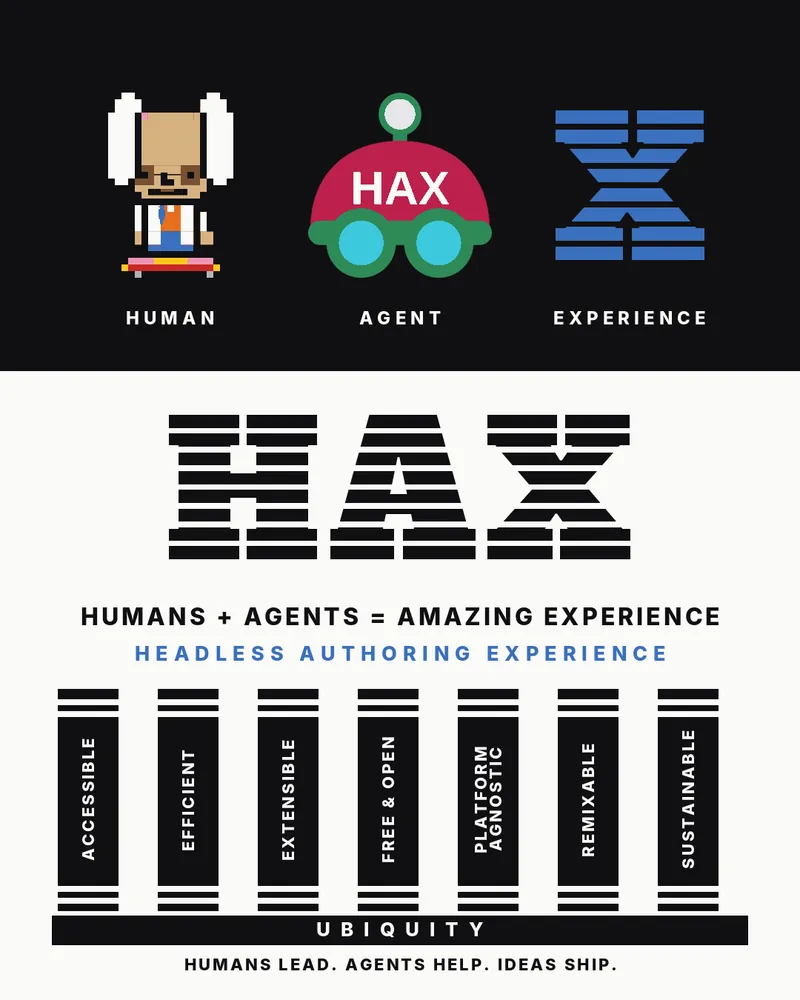 HAX
X
HUMAN
AGENT
EXPERIENCE
HAX
HUMANS + AGENTS = AMAZING EXPERIENCE
HEADLESS AUTHORING EXPERIENCE
ACCESSIBLE
EFFICIENT
EXTENSIBLE
FREE & OPEN
PLATFORM
AGNOSTIC
REMIXABLE
SUSTAINABLE
UBIQUITY
HUMANS LEAD. AGENTS HELP. IDEAS SHIP.